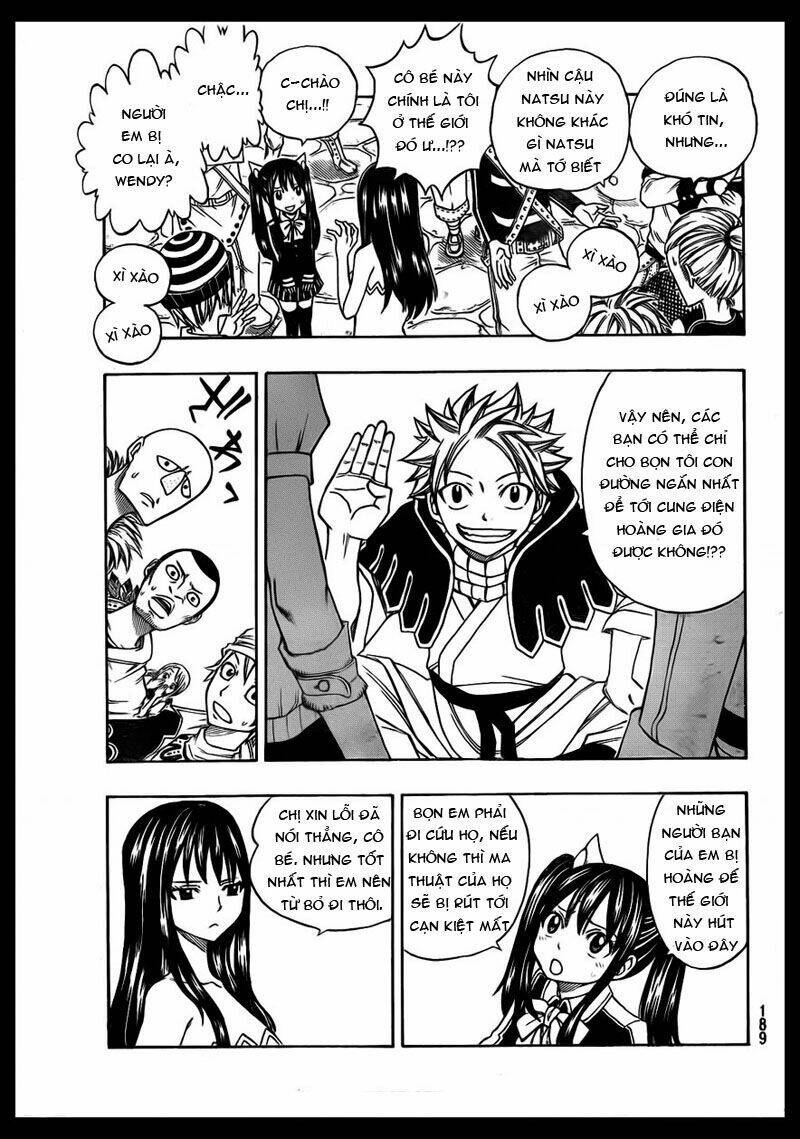 ĐÚNG LÀ
KHÓ TIN,
NHƯNG...
NHÌN CẬU
NATSU NÀY
KHÔNG KHÁC
GÌ NATSU
MÀ TỚ BIẾT
CÔ BÉ NÀY
CHÍNH LÀ TÔI
Ở THẾ GIỚI
ĐÓ Ư...!??
C-CHÀO
CHỊ...!!
CHẬC...
NGƯỜI
EM BỊ
CO LẠI À,
WENDY?
XÌ XÀO
XÌ XÀO
XÌ XÀO
XÌ XÀO
VẬY NÊN, CÁC
BẠN CÓ THỂ CHỈ
CHO BỌN TÔI CON
ĐƯỜNG NGẮN NHẤT
ĐỂ TỚI CUNG ĐIỆN
HOÀNG GIA ĐÓ
ĐƯỢC KHÔNG!??
NHỮNG
NGƯỜI BẠN
CỦA EM BỊ
HOÀNG ĐẾ
THẾ GIỚI
NÀY HÚT
VÀO ĐÂY
BỌN EM PHẢI
ĐI CỨU HỌ, NẾU
KHÔNG THÌ MA
THUẬT CỦA HỌ
SẼ BỊ RÚT TỚI
CẠN KIỆT MẤT
CHỊ XIN LỖI ĐÃ
NÓI THẲNG, CÔ
BÉ. NHƯNG TỐT
NHẤT THÌ EM NÊN
TỪ BỎ ĐI THÔI.
189